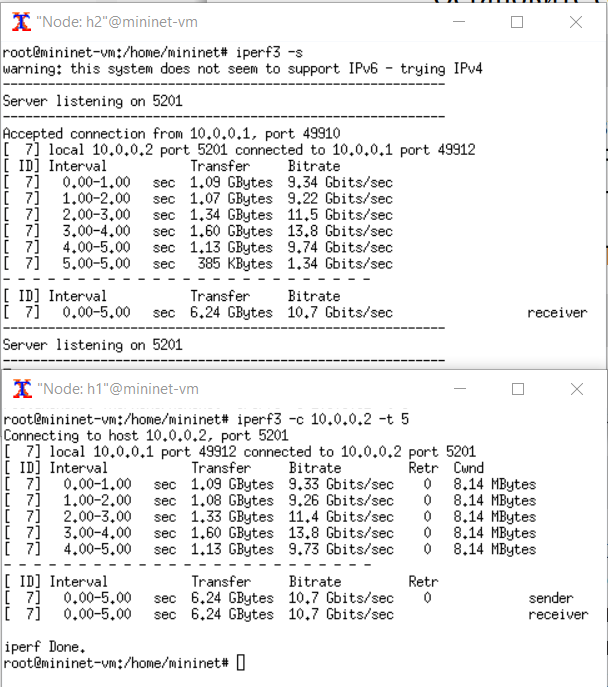 "Node: h2"@mininet-vm
root@mininet-vm:/home/mininet# iperf3 -s
warning: this system does not seem to support IPv6 - trying IPv4
-----------------------------------------------------------
Server listening on 5201
-----------------------------------------------------------
Accepted connection from 10.0.0.1, port 49910
[  7] local 10.0.0.2 port 5201 connected to 10.0.0.1 port 49912
[ ID] Interval           Transfer     Bitrate
[  7]   0.00-1.00   sec  1.09 GBytes  9.34 Gbits/sec
[  7]   1.00-2.00   sec  1.07 GBytes  9.22 Gbits/sec
[  7]   2.00-3.00   sec  1.34 GBytes  11.5 Gbits/sec
[  7]   3.00-4.00   sec  1.60 GBytes  13.8 Gbits/sec
[  7]   4.00-5.00   sec  1.13 GBytes  9.74 Gbits/sec
[  7]   5.00-5.00   sec   385 KBytes  1.34 Gbits/sec
- - - - - - - - - - - - - - - - - - - - - - - - -
[ ID] Interval           Transfer     Bitrate
[  7]   0.00-5.00   sec  6.24 GBytes  10.7 Gbits/sec                  receiver
-----------------------------------------------------------
Server listening on 5201
-----------------------------------------------------------
"Node: h1"@mininet-vm
root@mininet-vm:/home/mininet# iperf3 -c 10.0.0.2 -t 5
Connecting to host 10.0.0.2, port 5201
[  7] local 10.0.0.1 port 49912 connected to 10.0.0.2 port 5201
[ ID] Interval           Transfer     Bitrate         Retr  Cwnd
[  7]   0.00-1.00   sec  1.09 GBytes  9.33 Gbits/sec    0   8.14 MBytes
[  7]   1.00-2.00   sec  1.08 GBytes  9.26 Gbits/sec    0   8.14 MBytes
[  7]   2.00-3.00   sec  1.33 GBytes  11.4 Gbits/sec    0   8.14 MBytes
[  7]   3.00-4.00   sec  1.60 GBytes  13.8 Gbits/sec    0   8.14 MBytes
[  7]   4.00-5.00   sec  1.13 GBytes  9.73 Gbits/sec    0   8.14 MBytes
- - - - - - - - - - - - - - - - - - - - - - - - -
[ ID] Interval           Transfer     Bitrate         Retr
[  7]   0.00-5.00   sec  6.24 GBytes  10.7 Gbits/sec    0             sender
[  7]   0.00-5.00   sec  6.24 GBytes  10.7 Gbits/sec                  receiver
iperf Done.
root@mininet-vm:/home/mininet#